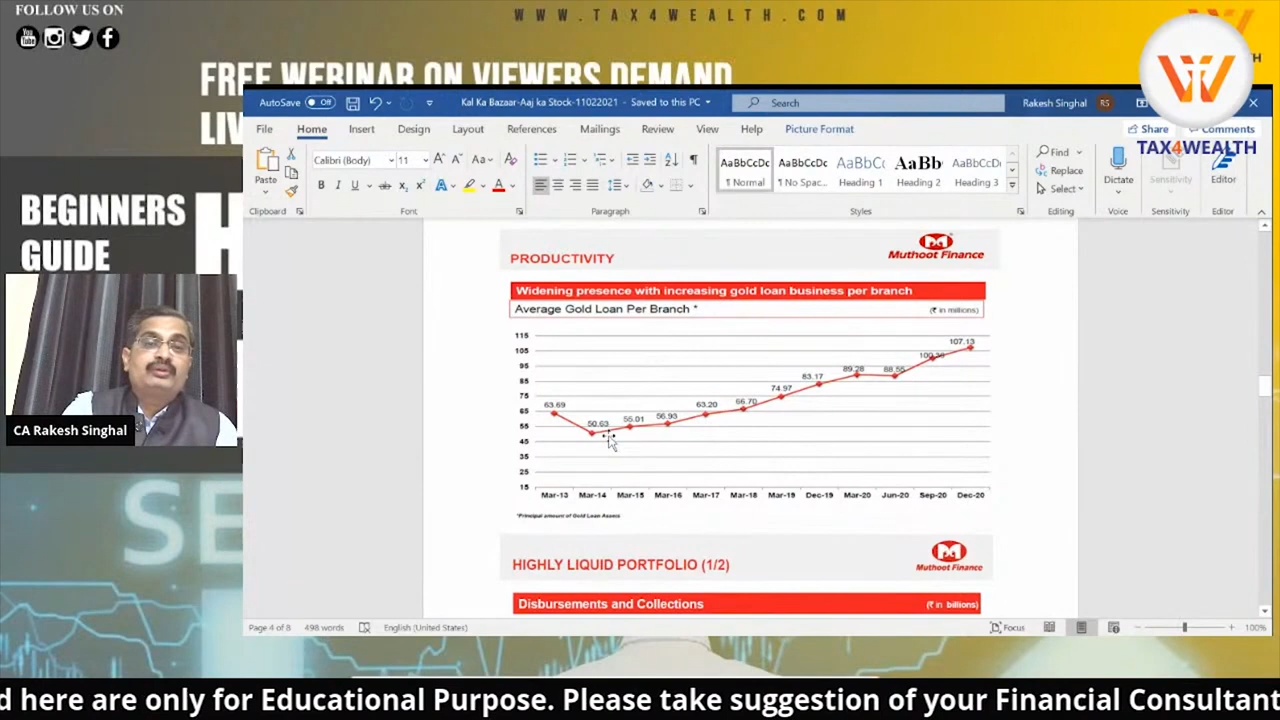 FOLLOW US ON
WWW.TAX4WEALTH.COM
FREE WEBINAR ON VIEWERS DEMAND
BEGINNERS
GUIDE
AutoSave Off
Kal Ka Bazaar-Aaj ka Stock-11022021 - Saved to this PC
Search
Rakesh Singhal RS
File Home Insert Design Layout References Mailings Review View Help Picture Format
Share Comments
TAX4WEALTH
Paste
Calibri (Body) 11
AaBbCcDc AaBbCcDc AaBbCc AaBb AaBbCcD
¶ Normal ¶ No Spac... Heading 1 Heading 2 Heading 3
Find
Replace
Select
Dictate Sensitivity Editor
Clipboard Font Paragraph Styles Editing Voice Sensitivity Editor
PRODUCTIVITY
Muthoot Finance
Widening presence with increasing gold loan business per branch
Average Gold Loan Per Branch * (₹ in millions)
115
105
95
85
75
65
55
45
35
25
15
63.69 50.63 55.01 56.93 63.20 66.70 74.97 83.17 89.28 88.55 107.13
Mar-13 Mar-14 Mar-15 Mar-16 Mar-17 Mar-18 Mar-19 Dec-19 Mar-20 Jun-20 Sep-20 Dec-20
*Principal amount of Gold Loan Assets
HIGHLY LIQUID PORTFOLIO (1/2)
Muthoot Finance
Disbursements and Collections (₹ in billions)
CA Rakesh Singhal
Page 4 of 8 498 words English (United States) Focus 100%
d here are only for Educational Purpose. Please take suggestion of your Financial Consultant